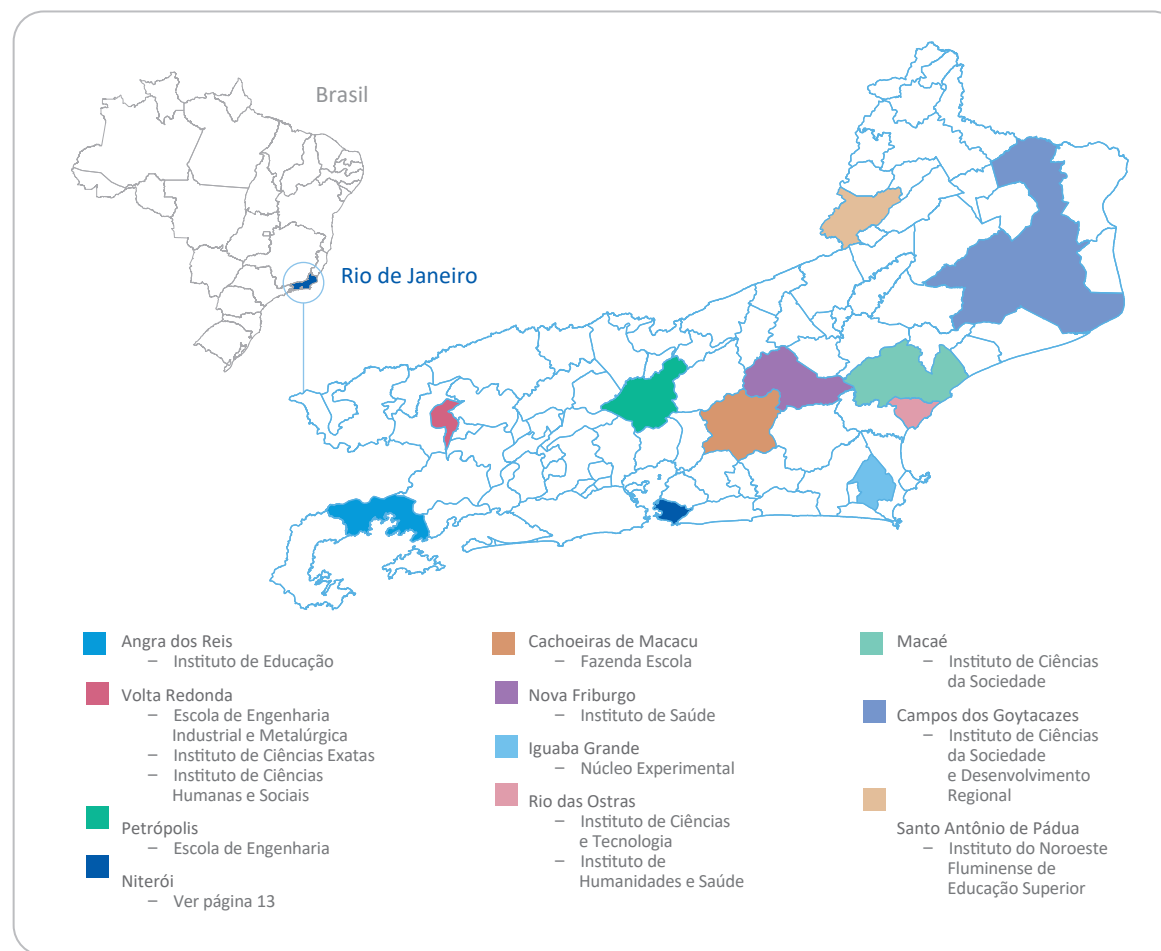 Brasil
Rio de Janeiro
Angra dos Reis
– Instituto de Educação
Volta Redonda
– Escola de Engenharia
Industrial e Metalúrgica
– Instituto de Ciências Exatas
– Instituto de Ciências
Humanas e Sociais
Petrópolis
– Escola de Engenharia
Niterói
– Ver página 13
Cachoeiras de Macacu
– Fazenda Escola
Nova Friburgo
– Instituto de Saúde
Iguaba Grande
– Núcleo Experimental
Rio das Ostras
– Instituto de Ciências
e Tecnologia
– Instituto de
Humanidades e Saúde
Macaé
– Instituto de Ciências
da Sociedade
Campos dos Goytacazes
– Instituto de Ciências
da Sociedade
e Desenvolvimento
Regional
Santo Antônio de Pádua
– Instituto do Noroeste
Fluminense de
Educação Superior